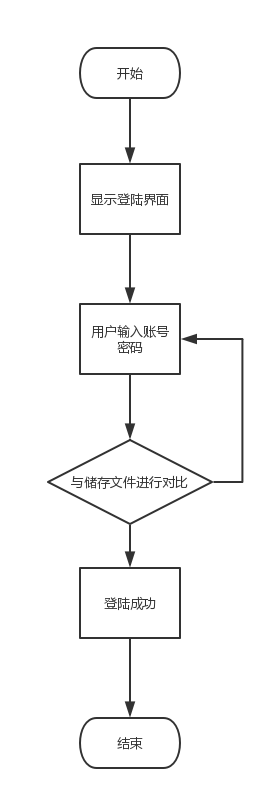 开始
显示登陆界面
用户输入账号
密码
与储存文件进行对比
登陆成功
结束